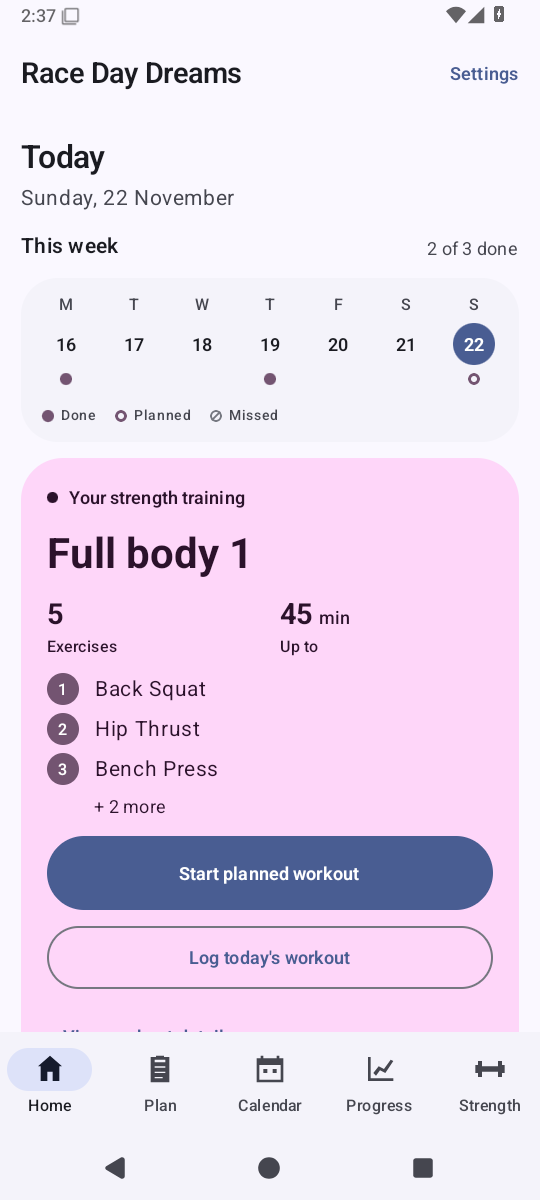 2:37
Race Day Dreams
Settings
Today
Sunday, 22 November
This week
2 of 3 done
M T W T F S S
16 17 18 19 20 21 22
Done Planned Missed
Your strength training
Full body 1
5
45 min
Exercises
Up to
1 Back Squat
2 Hip Thrust
3 Bench Press
+ 2 more
Start planned workout
Log today's workout
Home Plan Calendar Progress Strength